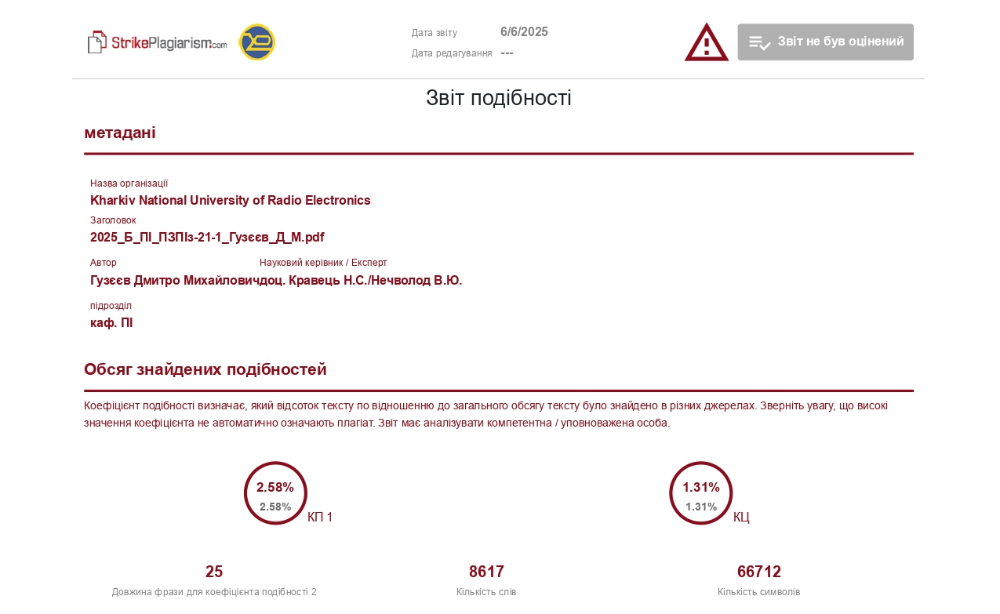 StrikePlagiarism.com
Дата звіту 6/6/2025
Дата редагування ---
Звіт не був оцінений
Звіт подібності
метадані
Назва організації
Kharkiv National University of Radio Electronics
Заголовок
2025_Б_ПІ_ПЗПІз-21-1_Гузєєв_Д_М.pdf
Автор Науковий керівник / Експерт
Гузєєв Дмитро Михайловичдоц. Кравець Н.С./Нечволод В.Ю.
підрозділ
каф. ПІ
Обсяг знайдених подібностей
Коефіцієнт подібності визначає, який відсоток тексту по відношенню до загального обсягу тексту було знайдено в різних джерелах. Зверніть увагу, що високі
значення коефіцієнта не автоматично означають плагіат. Звіт має аналізувати компетентна / уповноважена особа.
2.58%
2.58%
КП 1
1.31%
1.31%
КЦ
25
Довжина фрази для коефіцієнта подібності 2
8617
Кількість слів
66712
Кількість символів